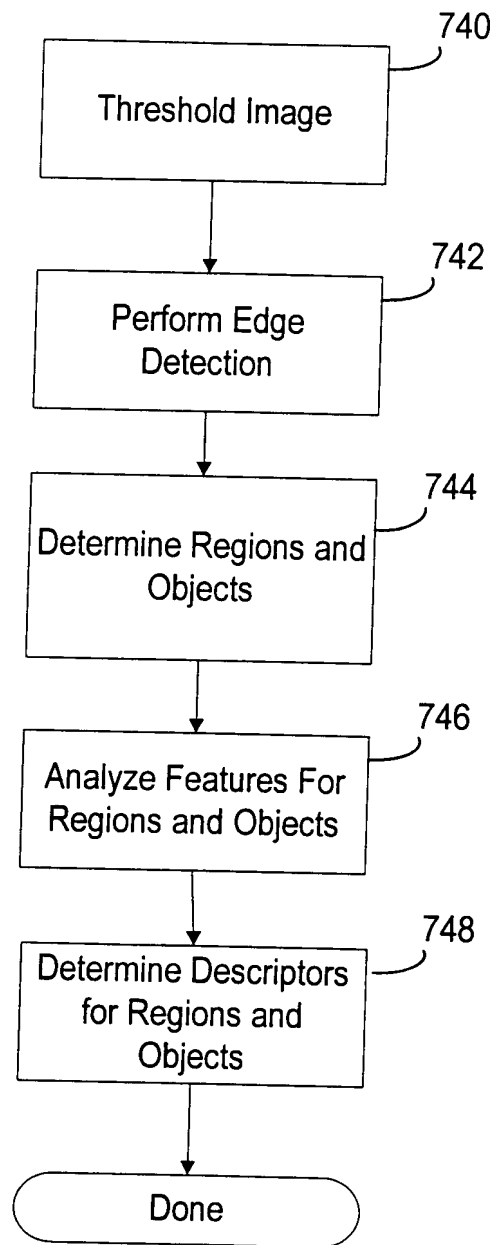 740
Threshold Image
742
Perform Edge
Detection
744
Determine Regions and
Objects
746
Analyze Features For
Regions and Objects
748
Determine Descriptors
for Regions and
Objects
Done